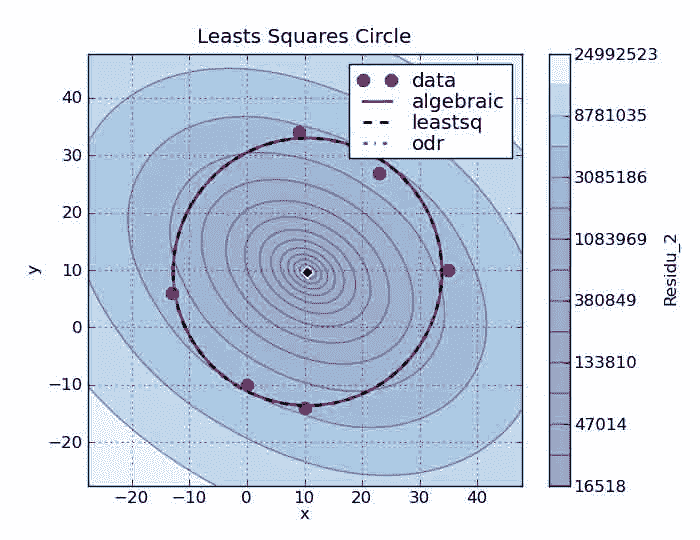 Leasts Squares Circle
data
algebraic
leastsq
odr
40
30
20
10
0
−10
−20
y
−20
−10
0
10
20
30
40
x
24992523
8781035
3085186
1083969
380849
133810
47014
16518
Residu_2